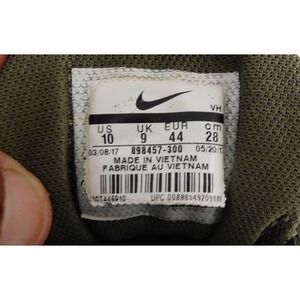 VH
US UK EUR cm
10 9 44 28
03/08/17 898457-300 05/20/17
MADE IN VIETNAM
FABRIQUE AU VIETNAM
UPC